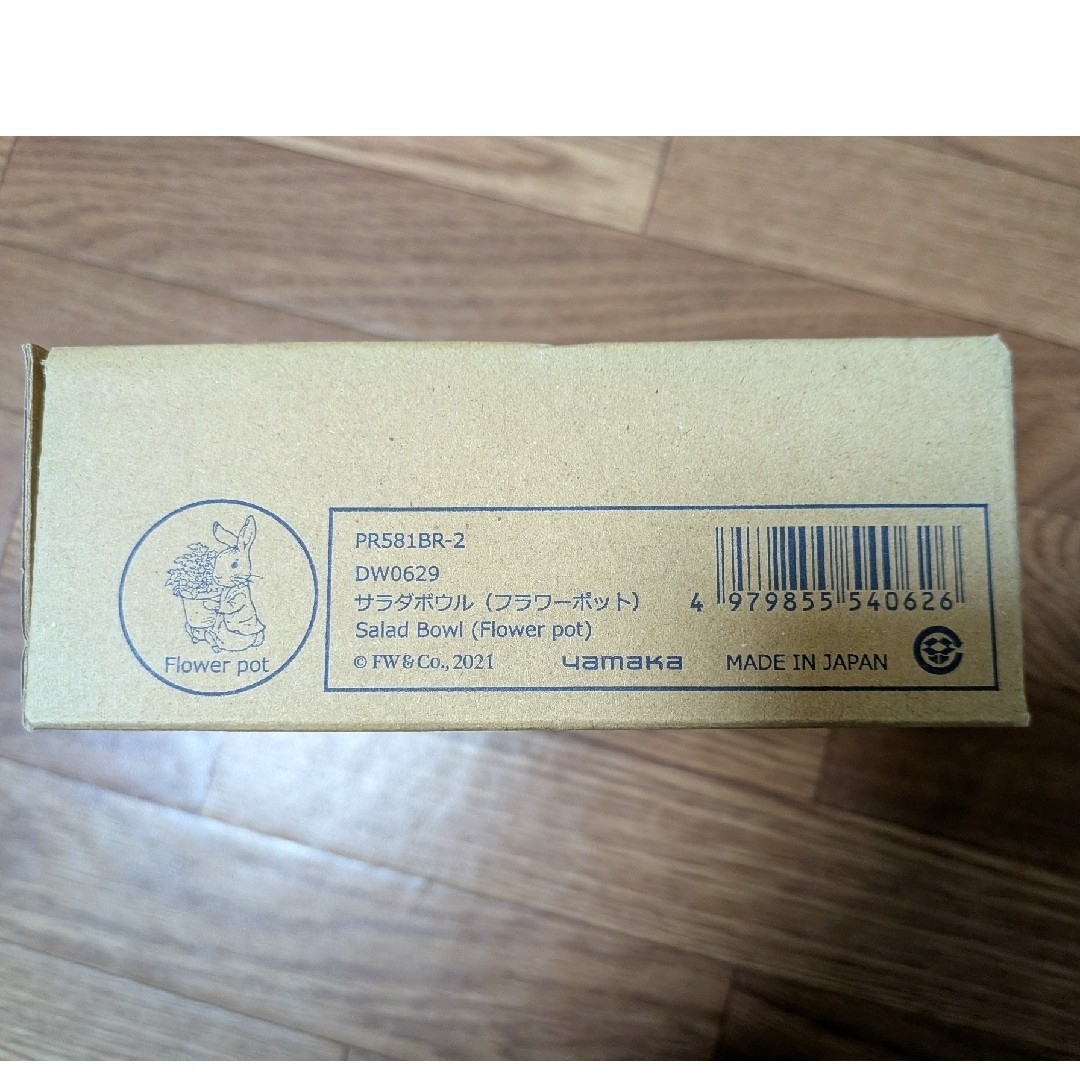 Flower pot
PR581BR-2
DW0629
サラダボウル（フラワーポット）
Salad Bowl (Flower pot)
© FW&Co., 2021
yamaka
MADE IN JAPAN
4 979855 540626